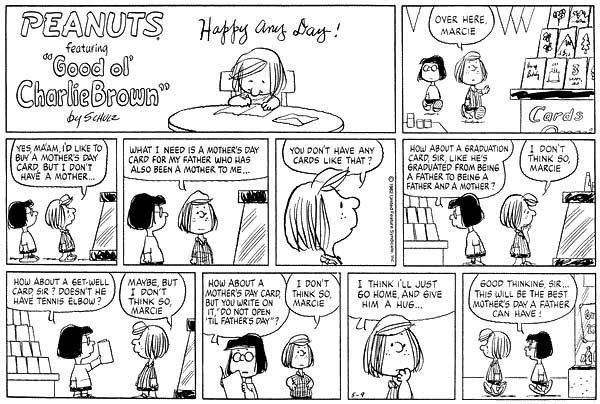 PEANUTS
featuring
"Good ol'
CharlieBrown"
by SCHULZ
Happy Any Day!
OVER HERE,
MARCIE
Cards
YES, MA'AM, I'D LIKE TO
BUY A MOTHER'S DAY
CARD, BUT I DON'T
HAVE A MOTHER...
WHAT I NEED IS A MOTHER'S DAY
CARD FOR MY FATHER WHO HAS
ALSO BEEN A MOTHER TO ME...
YOU DON'T HAVE ANY
CARDS LIKE THAT?
© 1982 United Feature Syndicate, Inc.
HOW ABOUT A GRADUATION
CARD, SIR, LIKE HE'S
GRADUATED FROM BEING
A FATHER TO BEING A
FATHER AND A MOTHER?
I DON'T
THINK SO,
MARCIE
HOW ABOUT A GET-WELL
CARD, SIR? DOESN'T HE
HAVE TENNIS ELBOW?
MAYBE, BUT
I DON'T
THINK SO,
MARCIE
HOW ABOUT A
MOTHER'S DAY CARD,
BUT YOU WRITE ON
IT, "DO NOT OPEN
'TIL FATHER'S DAY"?
I DON'T
THINK SO,
MARCIE
I THINK I'LL JUST
GO HOME, AND GIVE
HIM A HUG...
5-9
GOOD THINKING, SIR...
THIS WILL BE THE BEST
MOTHER'S DAY A FATHER
CAN HAVE!